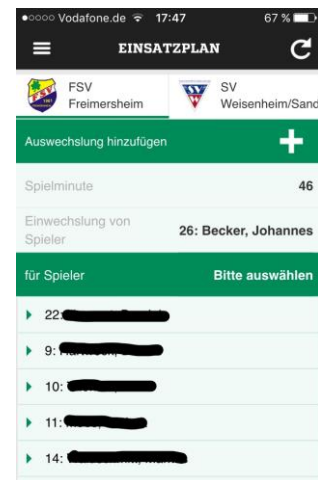 Vodafone.de 17:47 67 %
EINSATZPLAN
FSV
Freimersheim
SV
Weisenheim/Sand
Auswechslung hinzufügen
Spielminute 46
Einwechslung von
Spieler
26: Becker, Johannes
für Spieler Bitte auswählen
22:
9:
10:
11:
14: